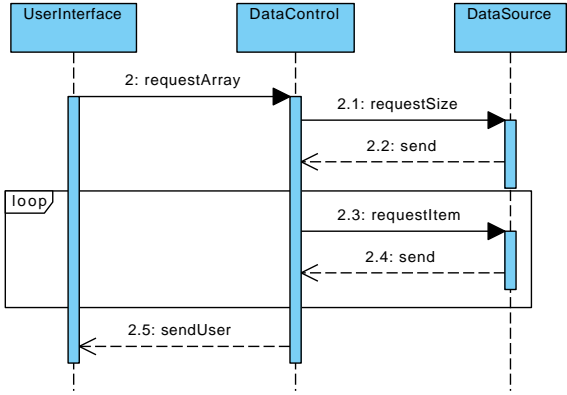 UserInterface
DataControl
DataSource
2: requestArray
2.1: requestSize
2.2: send
loop
2.3: requestItem
2.4: send
2.5: sendUser